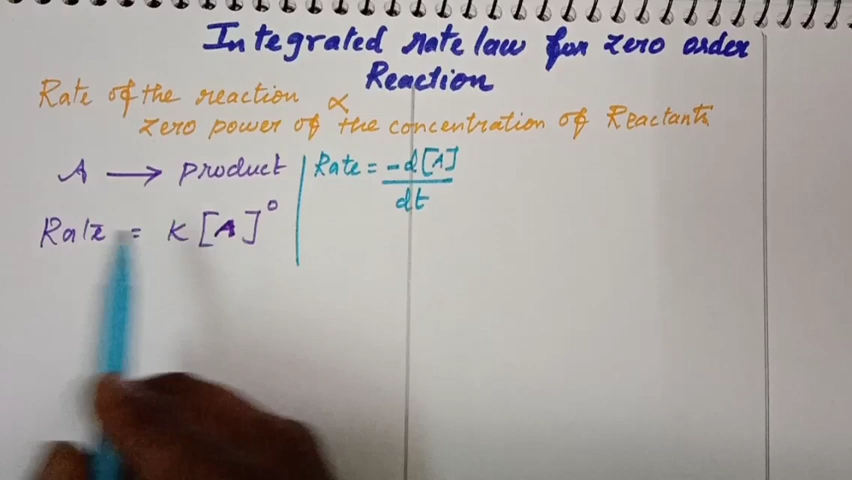 Integrated rate law for zero order
Reaction
Rate of the reaction ∝
zero power of the concentration of Reactants
A → product
Rate = -d[A]
dt
Rate = K[A]⁰